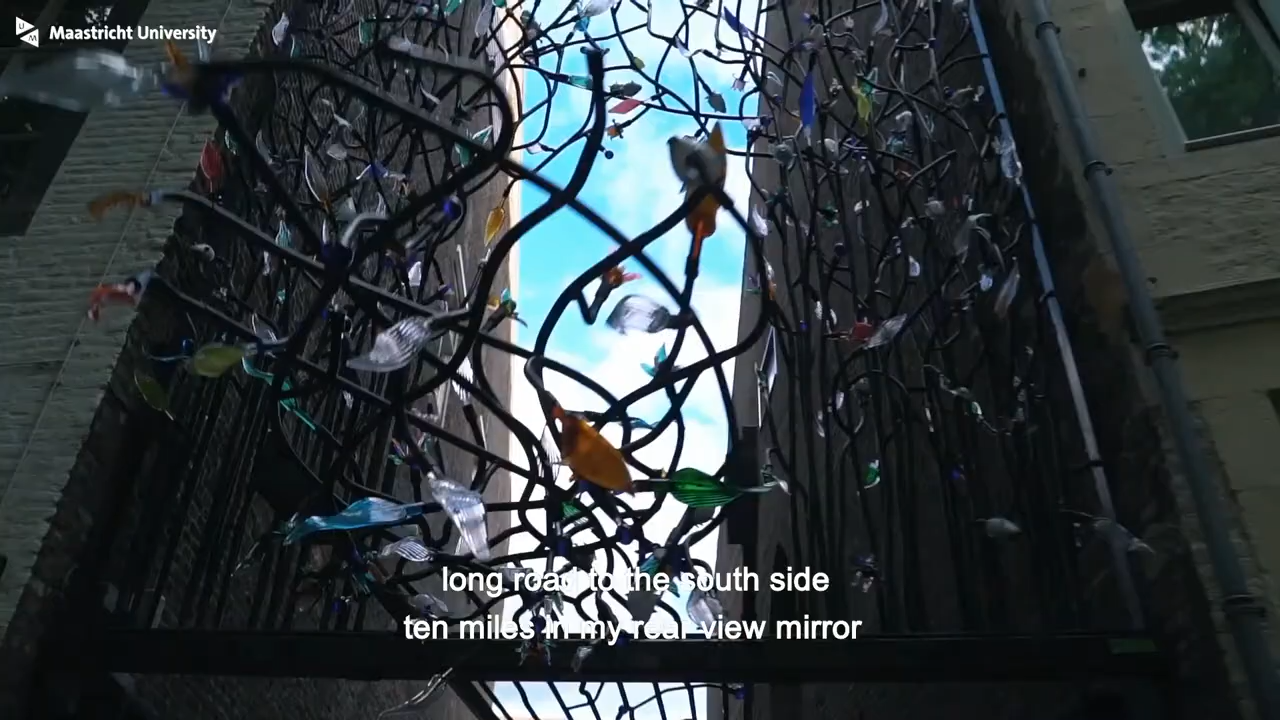 Maastricht University
long road to the south side
ten miles in my rear view mirror